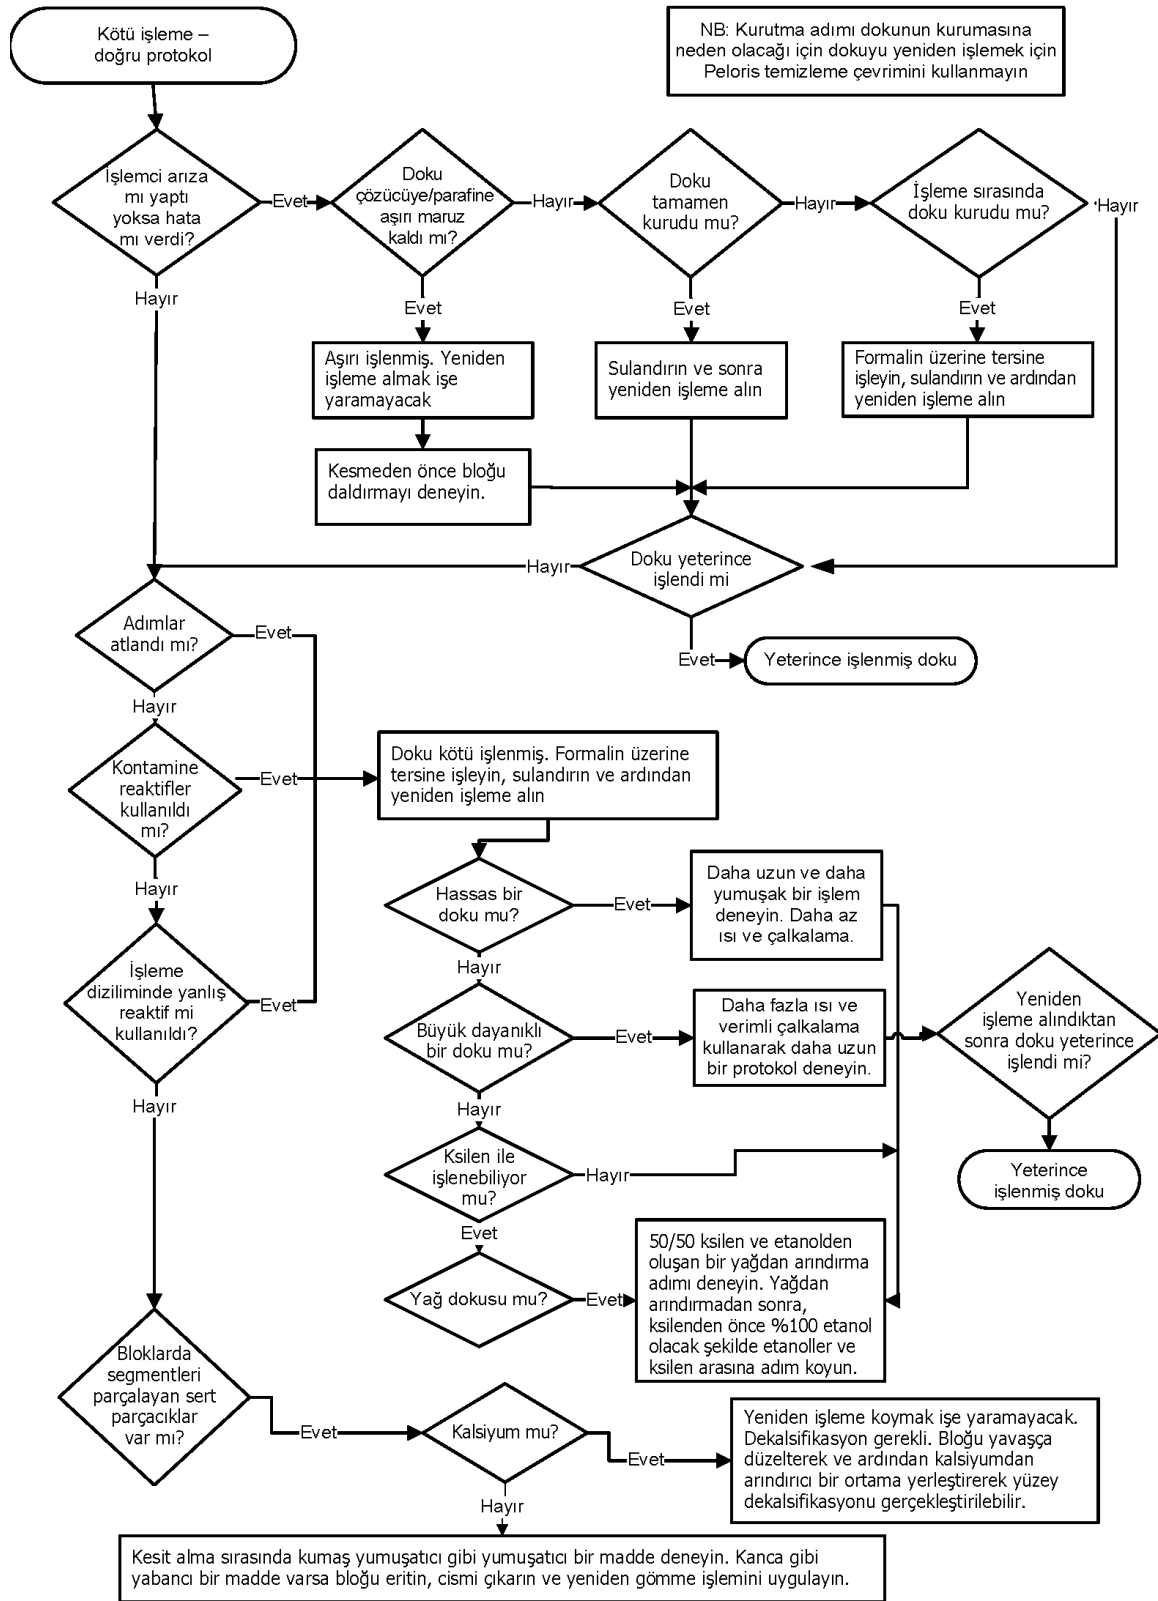 Kötü işleme –
doğru protokol
NB: Kurutma adımı dokunun kurumasına
neden olacağı için dokuyu yeniden işlemek için
Peloris temizleme çevrimini kullanmayın
İşlemci arıza
mı yaptı
yoksa hata
mı verdi?
Evet
Doku
çözücüye/parafine
aşırı maruz
kaldı mı?
Hayır
Doku
tamamen
kurudu mu?
Hayır
İşleme sırasında
doku kurudu mu?
Hayır
Hayır
Evet
Evet
Evet
Aşırı işlenmiş. Yeniden
işleme almak işe
yaramayacak
Sulandırın ve sonra
yeniden işleme alın
Formalin üzerine tersine
işleyin, sulandırın ve ardından
yeniden işleme alın
Kesmeden önce bloğu
daldırmayı deneyin.
Doku yeterince
işlendi mi
Hayır
Evet
Yeterince işlenmiş doku
Adımlar
atlandı mı?
Evet
Hayır
Kontamine
reaktifler
kullanıldı
mı?
Evet
Doku kötü işlenmiş. Formalin üzerine
tersine işleyin, sulandırın ve ardından
yeniden işleme alın
Hayır
İşleme
diziliminde yanlış
reaktif mi
kullanıldı?
Evet
Hayır
Hassas bir
doku mu?
Evet
Daha uzun ve daha
yumuşak bir işlem
deneyin. Daha az
ısı ve çalkalama.
Hayır
Büyük dayanıklı
bir doku mu?
Evet
Daha fazla ısı ve
verimli çalkalama
kullanarak daha uzun
bir protokol deneyin.
Yeniden
işleme alındıktan
sonra doku yeterince
işlendi mi?
Hayır
Ksilen ile
işlenebiliyor
mu?
Hayır
Yeterince
işlenmiş doku
Evet
Yağ dokusu mu?
Evet
50/50 ksilen ve etanolden
oluşan bir yağdan arındırma
adımı deneyin. Yağdan
arındırmadan sonra,
ksilenden önce %100 etanol
olacak şekilde etanoller ve
ksilen arasına adım koyun.
Bloklarda
segmentleri
parçalayan sert
parçacıklar
var mı?
Evet
Kalsiyum mu?
Evet
Yeniden işleme koymak işe yaramayacak.
Dekalsifikasyon gerekli. Bloğu yavaşça
düzelterek ve ardından kalsiyumdan
arındırıcı bir ortama yerleştirerek yüzey
dekalsifikasyonu gerçekleştirilebilir.
Hayır
Kesit alma sırasında kumaş yumuşatıcı gibi yumuşatıcı bir madde deneyin. Kanca gibi
yabancı bir madde varsa bloğu eritin, cismi çıkarın ve yeniden gömme işlemini uygulayın.